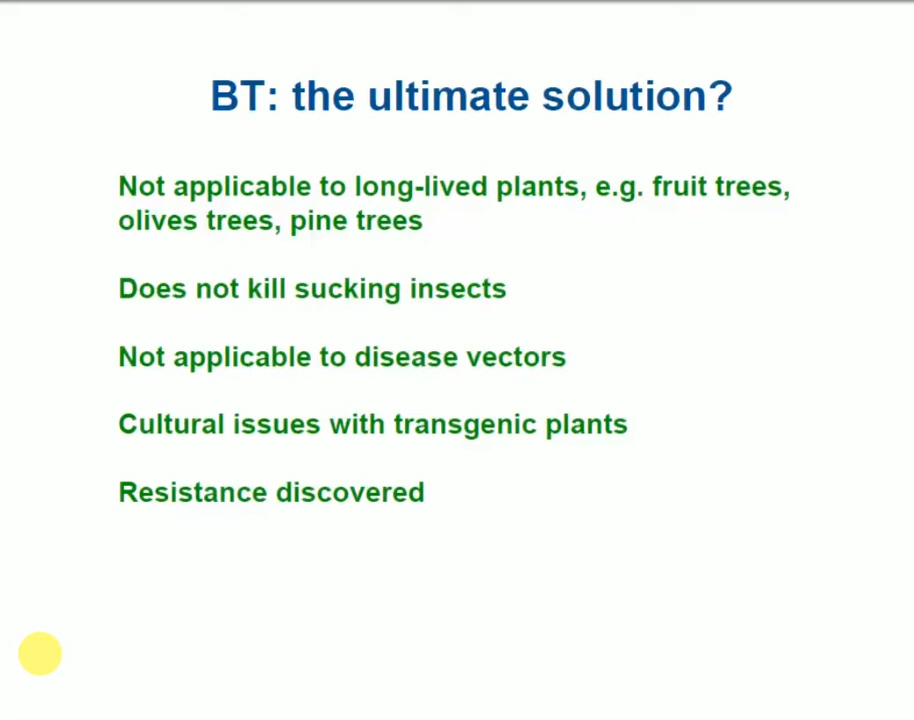 BT: the ultimate solution?
Not applicable to long-lived plants, e.g. fruit trees,
olives trees, pine trees
Does not kill sucking insects
Not applicable to disease vectors
Cultural issues with transgenic plants
Resistance discovered